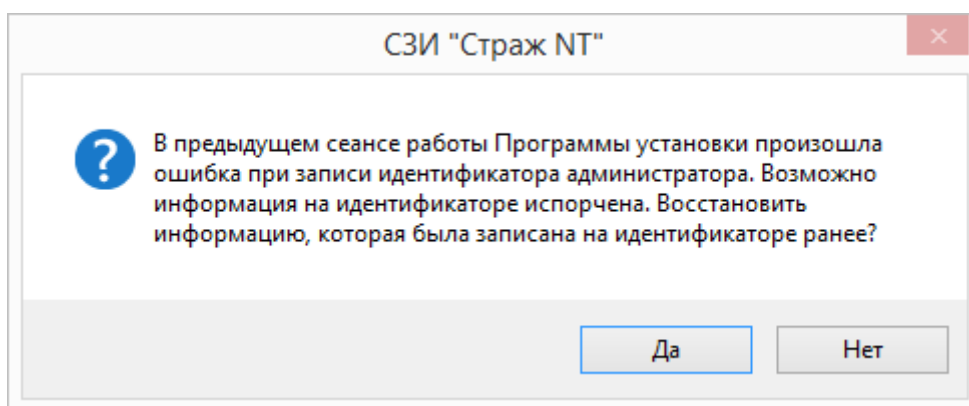 СЗИ "Страж NT"
В предыдущем сеансе работы Программы установки произошла
ошибка при записи идентификатора администратора. Возможно
информация на идентификаторе испорчена. Восстановить
информацию, которая была записана на идентификаторе ранее?
Да Нет